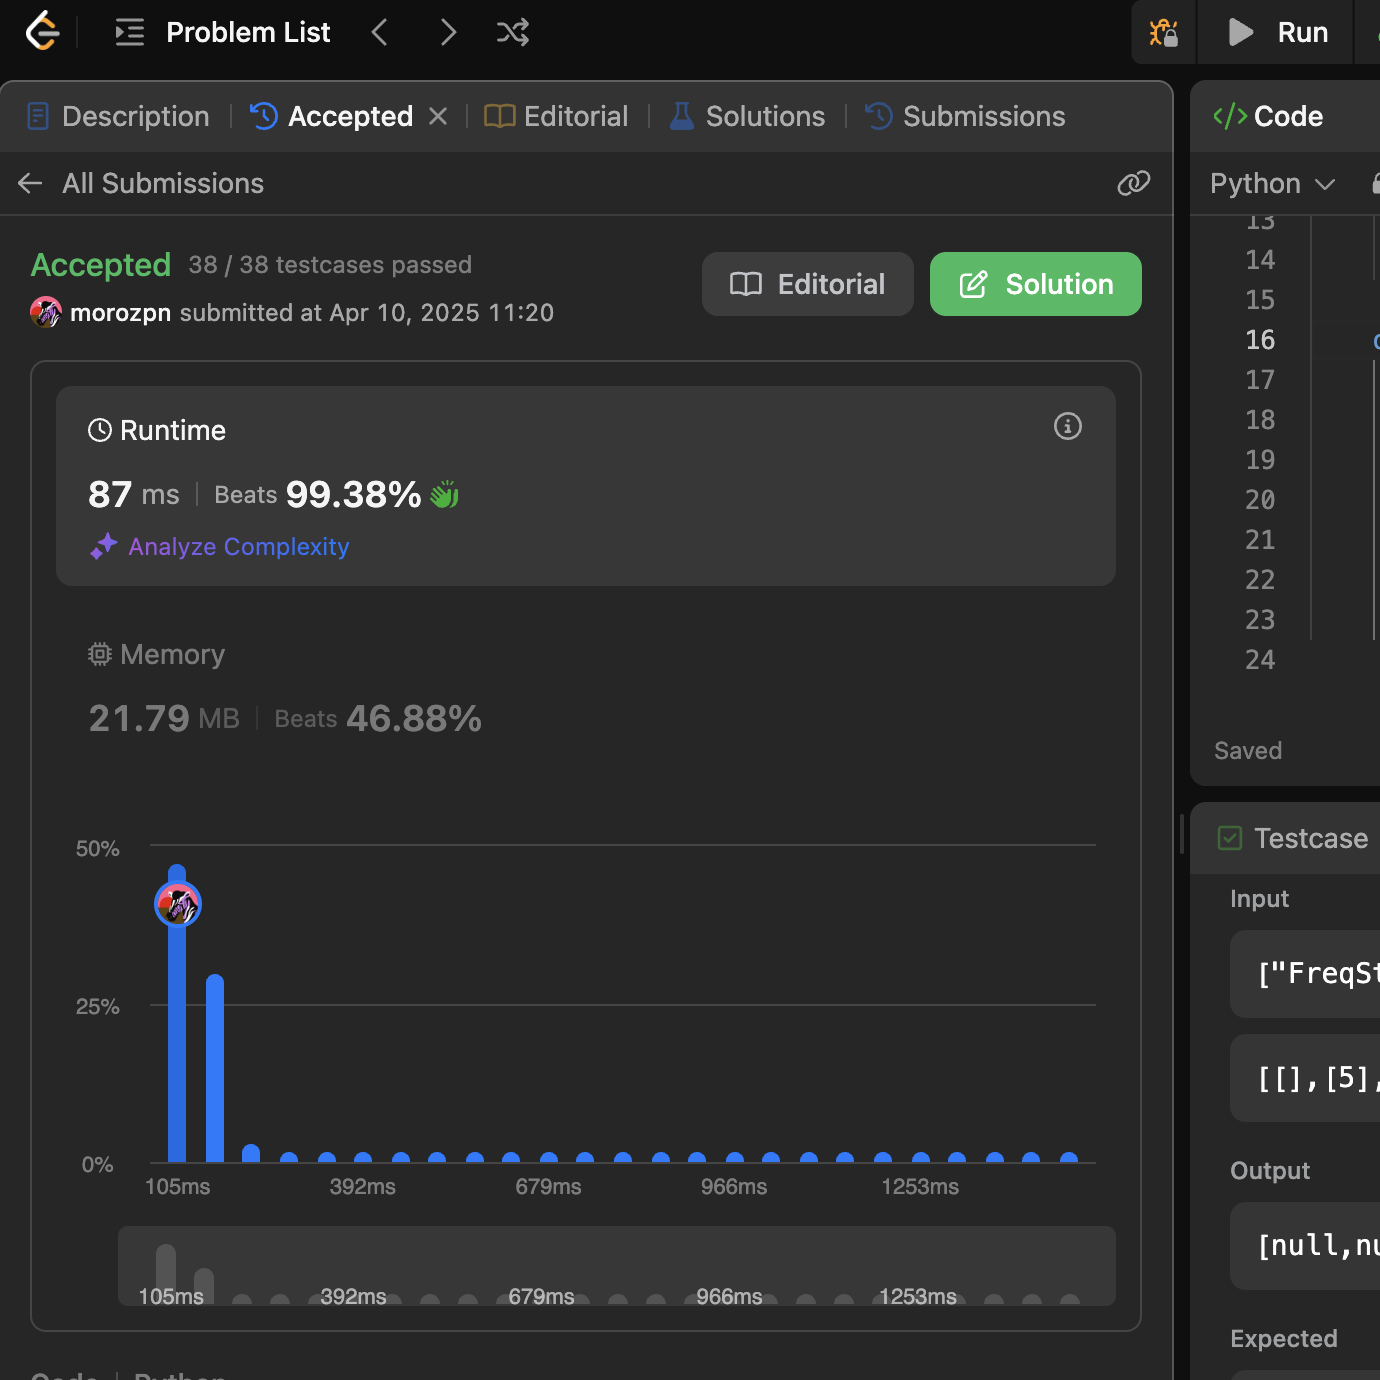 Problem List
Run
Description
Accepted
Editorial
Solutions
Submissions
All Submissions
Accepted 38 / 38 testcases passed
morozpn submitted at Apr 10, 2025 11:20
Editorial
Solution
Runtime
87 ms Beats 99.38%
Analyze Complexity
Memory
21.79 MB Beats 46.88%
50%
25%
0%
105ms 392ms 679ms 966ms 1253ms
105ms 392ms 679ms 966ms 1253ms
Code Python
</> Code
Python
13
14
15
16
17
18
19
20
21
22
23
24
Saved
Testcase
Input
["FreqSt
[[],[5],
Output
[null,nu
Expected